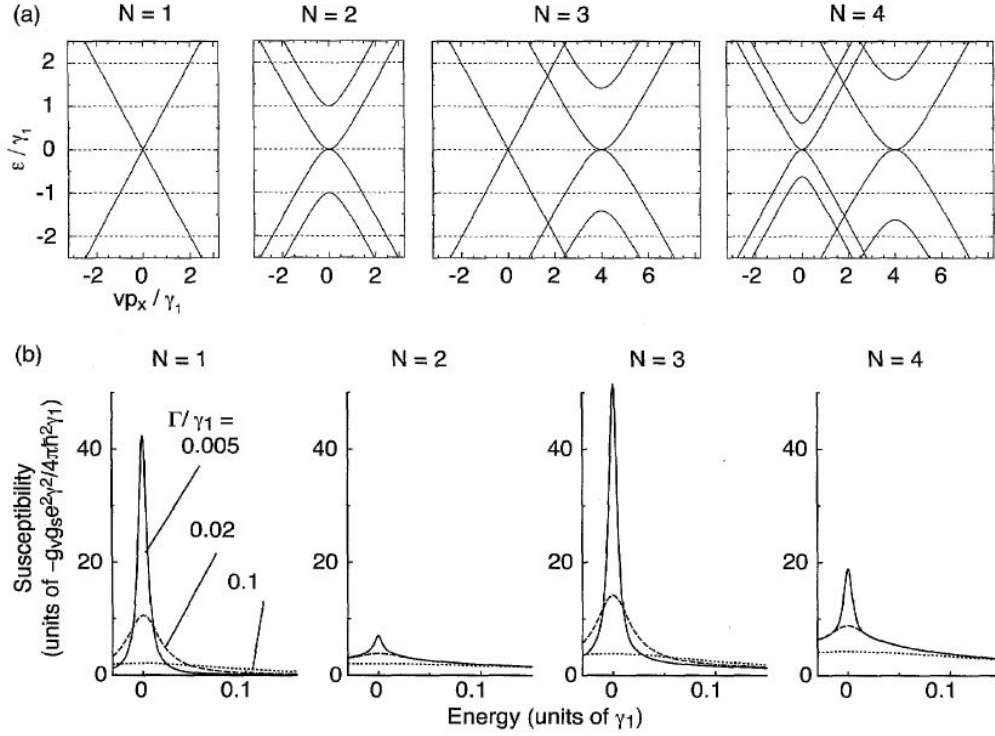 (a) N = 1 N = 2 N = 3 N = 4
2
1
0
-1
-2
ε / γ1
-2 0 2 -2 0 2 -2 0 2 4 6 -2 0 2 4 6
vpx / γ1
(b) N = 1 N = 2 N = 3 N = 4
Γ/γ1 =
0.005
0.02
0.1
Susceptibility
(units of -gvgse²γ²/4πħ²γ1)
40 40 40 40
20 20 20 20
0 0 0 0
0 0.1 0 0.1 0 0.1 0 0.1
Energy (units of γ1)